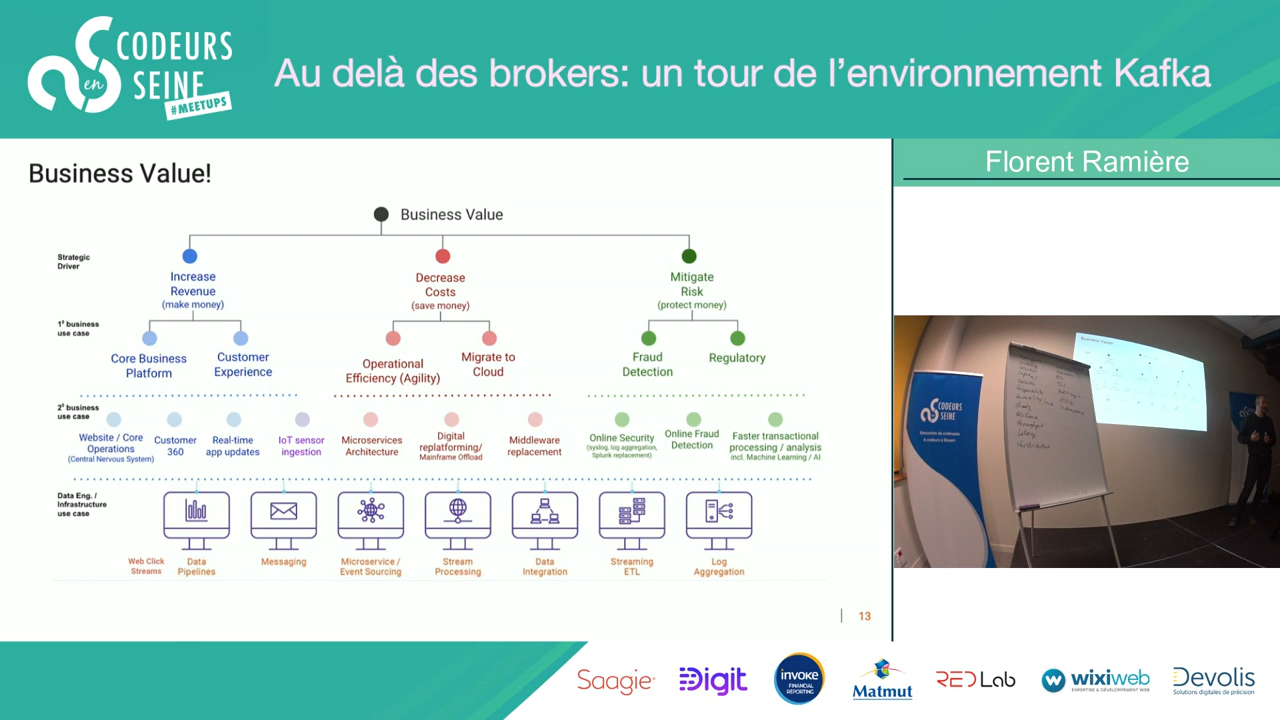 CODEURS
en
SEINE
#MEETUPS
Au delà des brokers: un tour de l'environnement Kafka
Florent Ramière
Business Value!
Business Value
Strategic
Driver
Increase
Revenue
(make money)
Decrease
Costs
(save money)
Mitigate
Risk
(protect money)
1° business
use case
Core Business
Platform
Customer
Experience
Operational
Efficiency (Agility)
Migrate to
Cloud
Fraud
Detection
Regulatory
2° business
use case
Website / Core
Operations
(Central Nervous System)
Customer
360
Real-time
app updates
IoT sensor
ingestion
Microservices
Architecture
Digital
replatforming/
Mainframe Offload
Middleware
replacement
Online Security
(syslog, log aggregation,
Splunk replacement)
Online Fraud
Detection
Faster transactional
processing / analysis
incl. Machine Learning / AI
Data Eng. /
Infrastructure
use case
Web Click
Streams
Data
Pipelines
Messaging
Microservice /
Event Sourcing
Stream
Processing
Data
Integration
Streaming
ETL
Log
Aggregation
13
Business Value!
CODEURS
SEINE
Saagie
Digit
invoke
FINANCIAL
REPORTING
Matmut
RED Lab
wixiweb
EXPERTISE & DÉVELOPPEMENT WEB
Devolis
Solutions digitales de précision